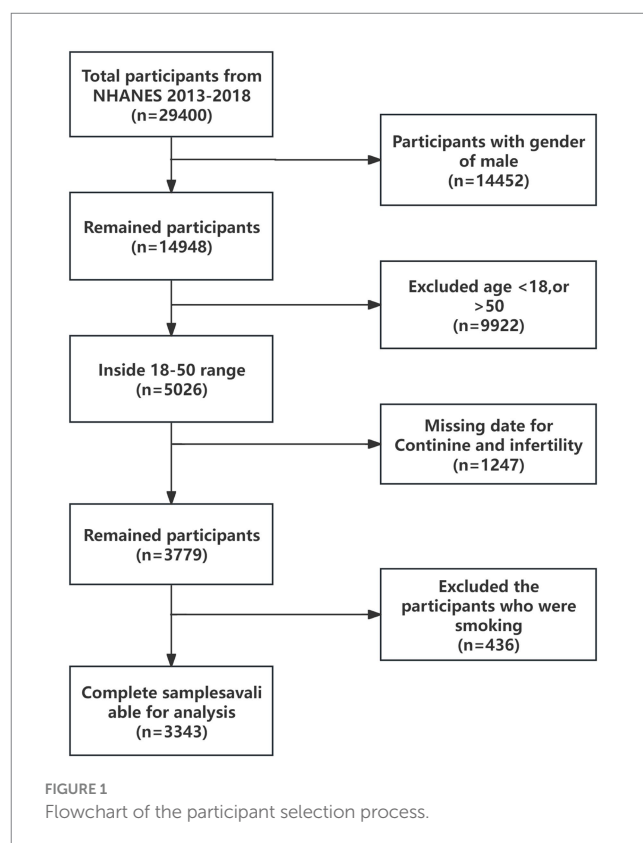 Total participants from
NHANES 2013-2018
(n=29400)
Participants with gender
of male
(n=14452)
Remained participants
(n=14948)
Excluded age <18,or
>50
(n=9922)
Inside 18-50 range
(n=5026)
Missing date for
Continine and infertility
(n=1247)
Remained participants
(n=3779)
Excluded the
participants who were
smoking
(n=436)
Complete samplesavali
able for analysis
(n=3343)
FIGURE 1
Flowchart of the participant selection process.